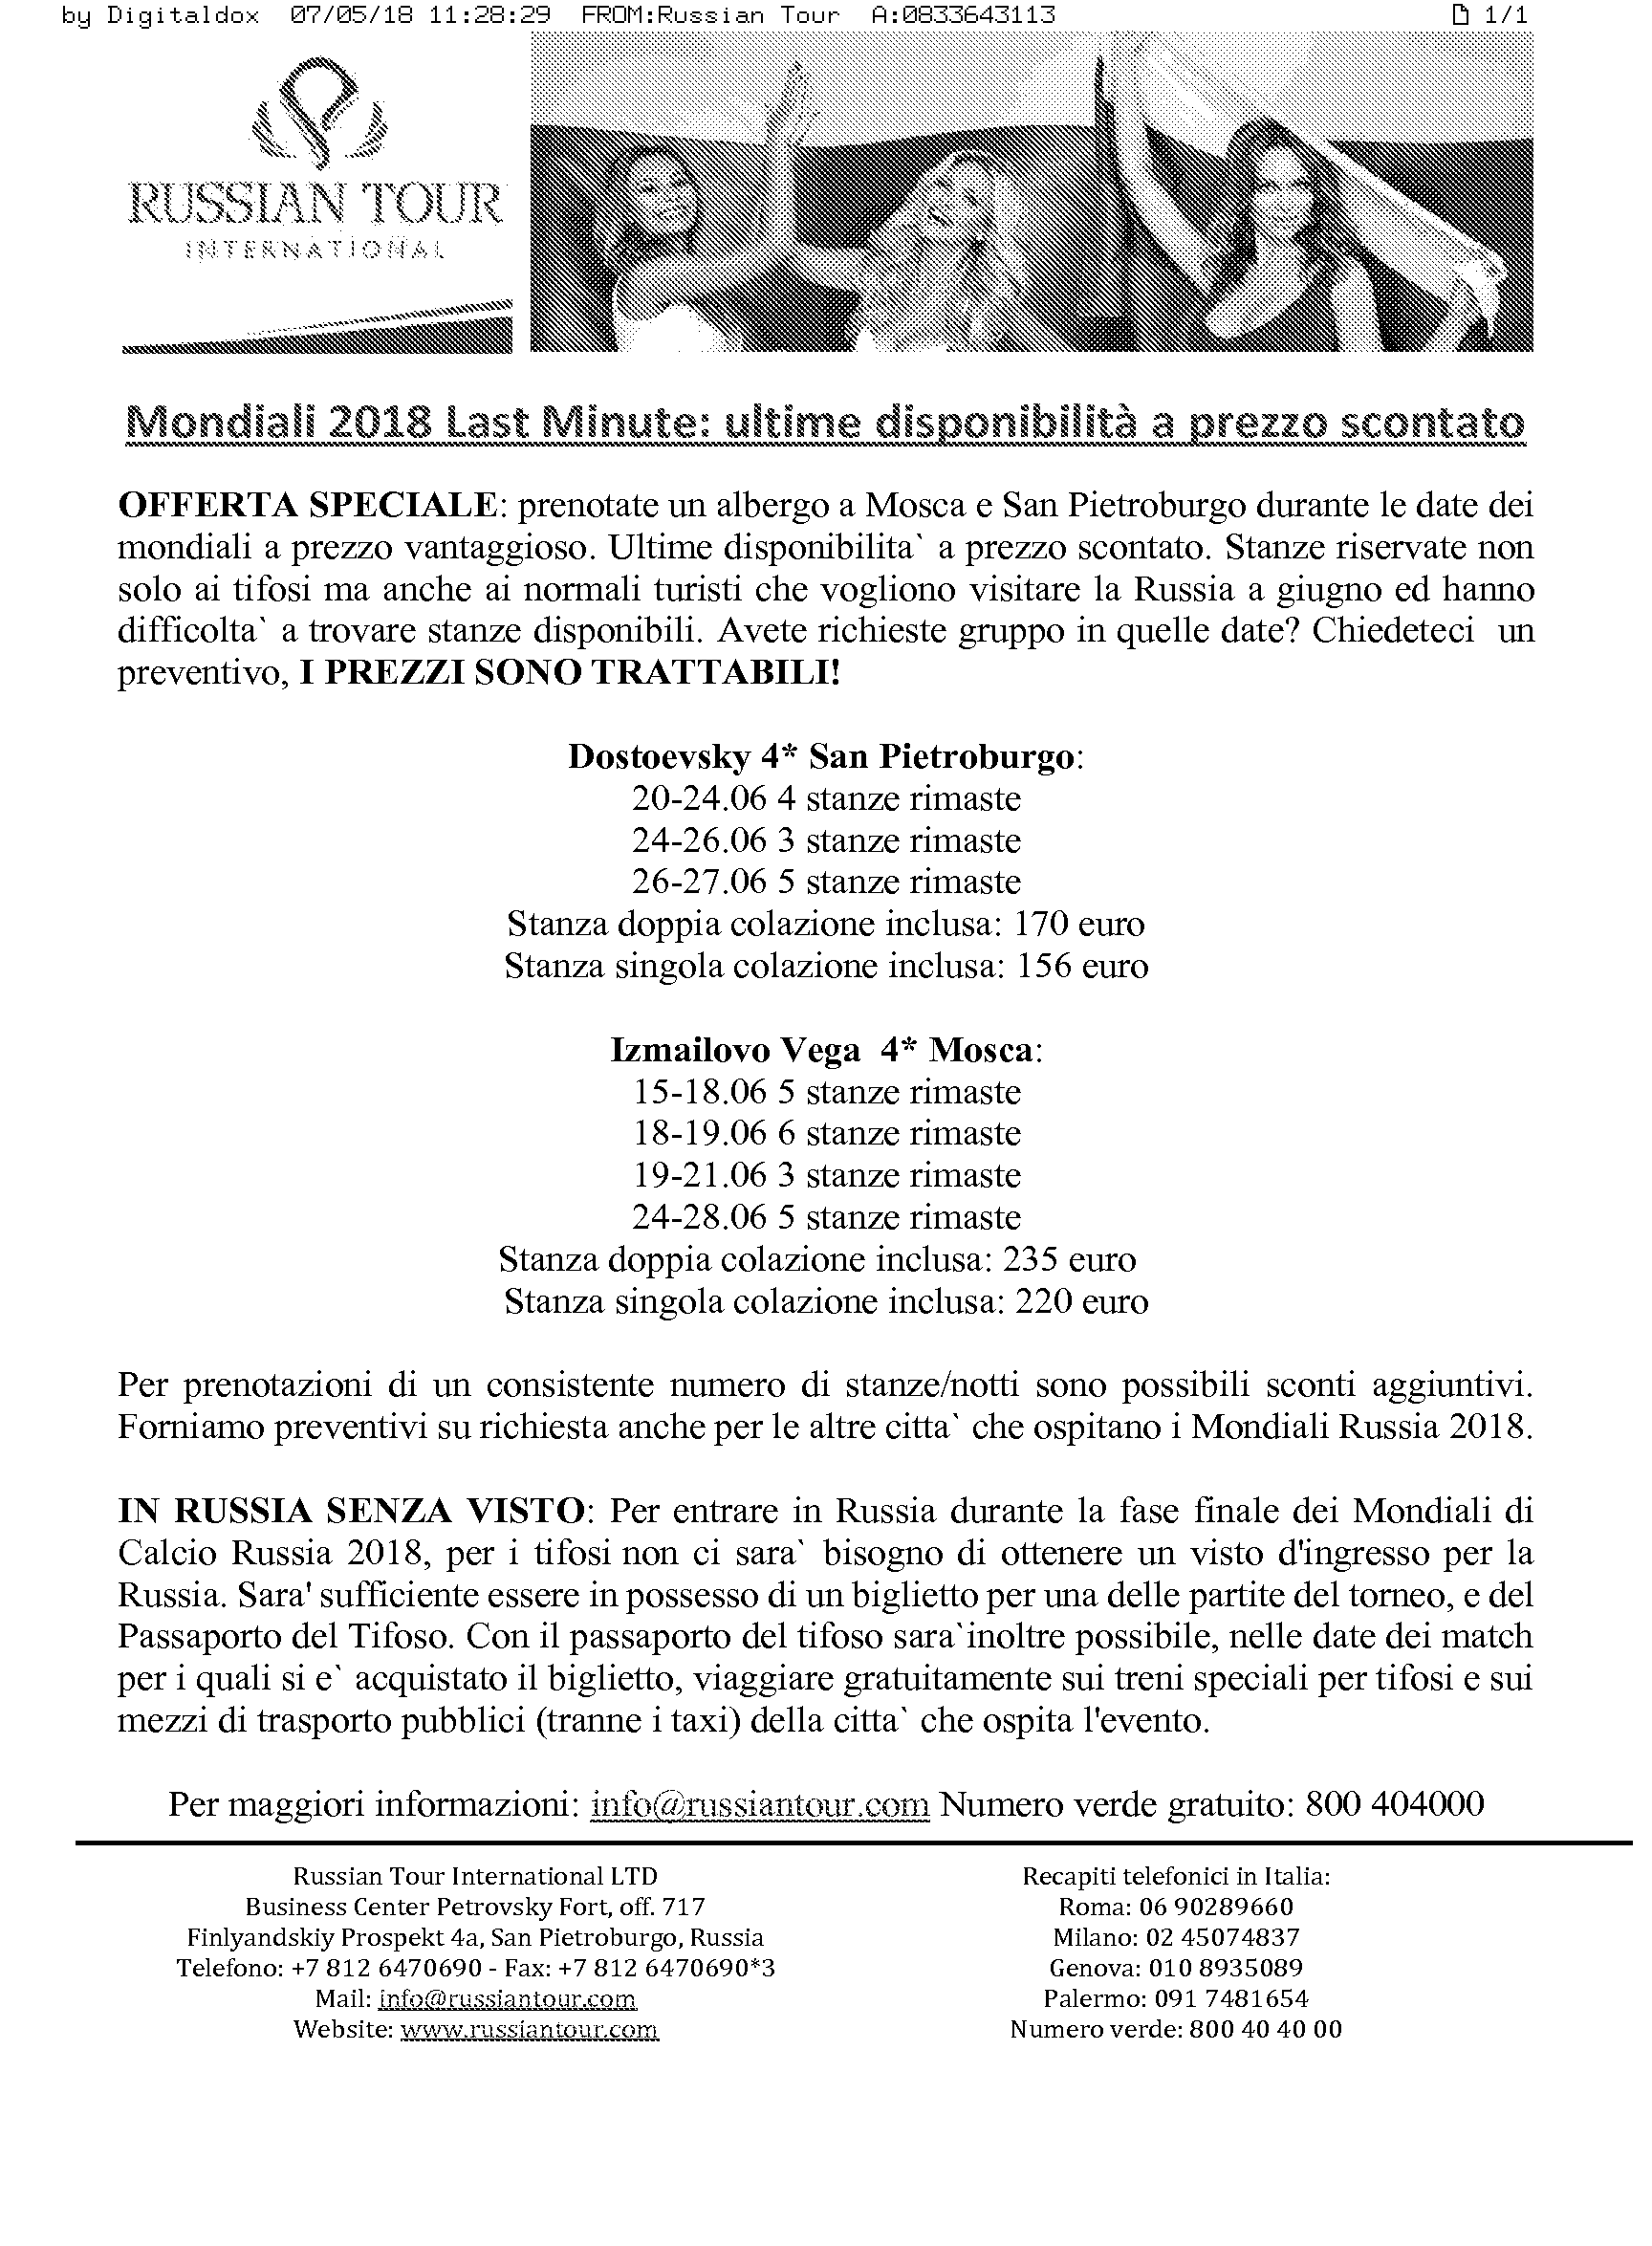 by Digitaldox 07/05/18 11:28:29 FROM:Russian Tour A:0833643113 1/1
RUSSIAN TOUR
INTERNATIONAL
Mondiali 2018 Last Minute: ultime disponibilità a prezzo scontato
OFFERTA SPECIALE: prenotate un albergo a Mosca e San Pietroburgo durante le date dei
mondiali a prezzo vantaggioso. Ultime disponibilita` a prezzo scontato. Stanze riservate non
solo ai tifosi ma anche ai normali turisti che vogliono visitare la Russia a giugno ed hanno
difficolta` a trovare stanze disponibili. Avete richieste gruppo in quelle date? Chiedeteci un
preventivo, I PREZZI SONO TRATTABILI!
Dostoevsky 4* San Pietroburgo:
20-24.06 4 stanze rimaste
24-26.06 3 stanze rimaste
26-27.06 5 stanze rimaste
Stanza doppia colazione inclusa: 170 euro
Stanza singola colazione inclusa: 156 euro
Izmailovo Vega 4* Mosca:
15-18.06 5 stanze rimaste
18-19.06 6 stanze rimaste
19-21.06 3 stanze rimaste
24-28.06 5 stanze rimaste
Stanza doppia colazione inclusa: 235 euro
Stanza singola colazione inclusa: 220 euro
Per prenotazioni di un consistente numero di stanze/notti sono possibili sconti aggiuntivi.
Forniamo preventivi su richiesta anche per le altre citta` che ospitano i Mondiali Russia 2018.
IN RUSSIA SENZA VISTO: Per entrare in Russia durante la fase finale dei Mondiali di
Calcio Russia 2018, per i tifosi non ci sara` bisogno di ottenere un visto d'ingresso per la
Russia. Sara' sufficiente essere in possesso di un biglietto per una delle partite del torneo, e del
Passaporto del Tifoso. Con il passaporto del tifoso sara`inoltre possibile, nelle date dei match
per i quali si e` acquistato il biglietto, viaggiare gratuitamente sui treni speciali per tifosi e sui
mezzi di trasporto pubblici (tranne i taxi) della citta` che ospita l'evento.
Per maggiori informazioni: info@russiantour.com Numero verde gratuito: 800 404000
Russian Tour International LTD
Business Center Petrovsky Fort, off. 717
Finlyandskiy Prospekt 4a, San Pietroburgo, Russia
Telefono: +7 812 6470690 - Fax: +7 812 6470690*3
Mail: info@russiantour.com
Website: www.russiantour.com
Recapiti telefonici in Italia:
Roma: 06 90289660
Milano: 02 45074837
Genova: 010 8935089
Palermo: 091 7481654
Numero verde: 800 40 40 00